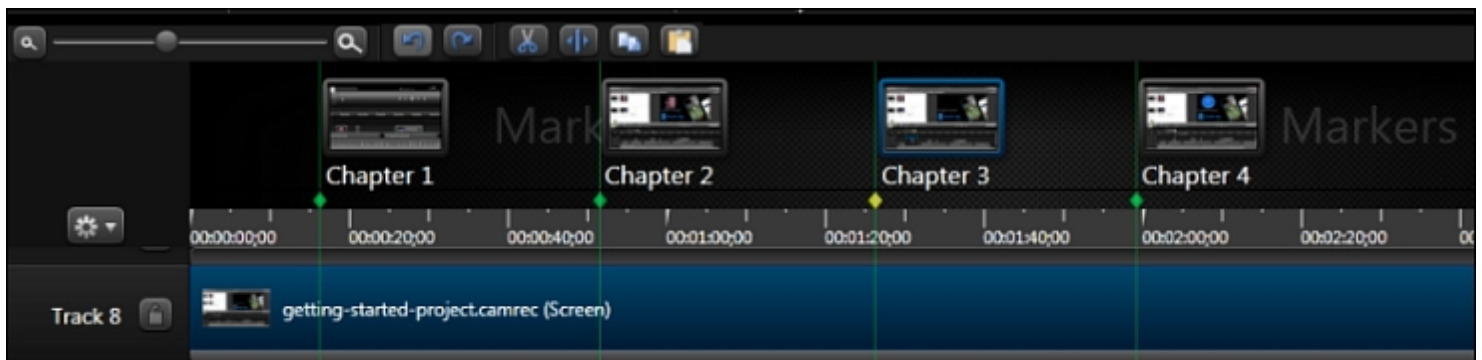 Markers
Markers
Chapter 1
Chapter 2
Chapter 3
Chapter 4
00:00:00;00
00:00:20;00
00:00:40;00
00:01:00;00
00:01:20;00
00:01:40;00
00:02:00;00
00:02:20;00
Track 8
getting-started-project.camrec (Screen)